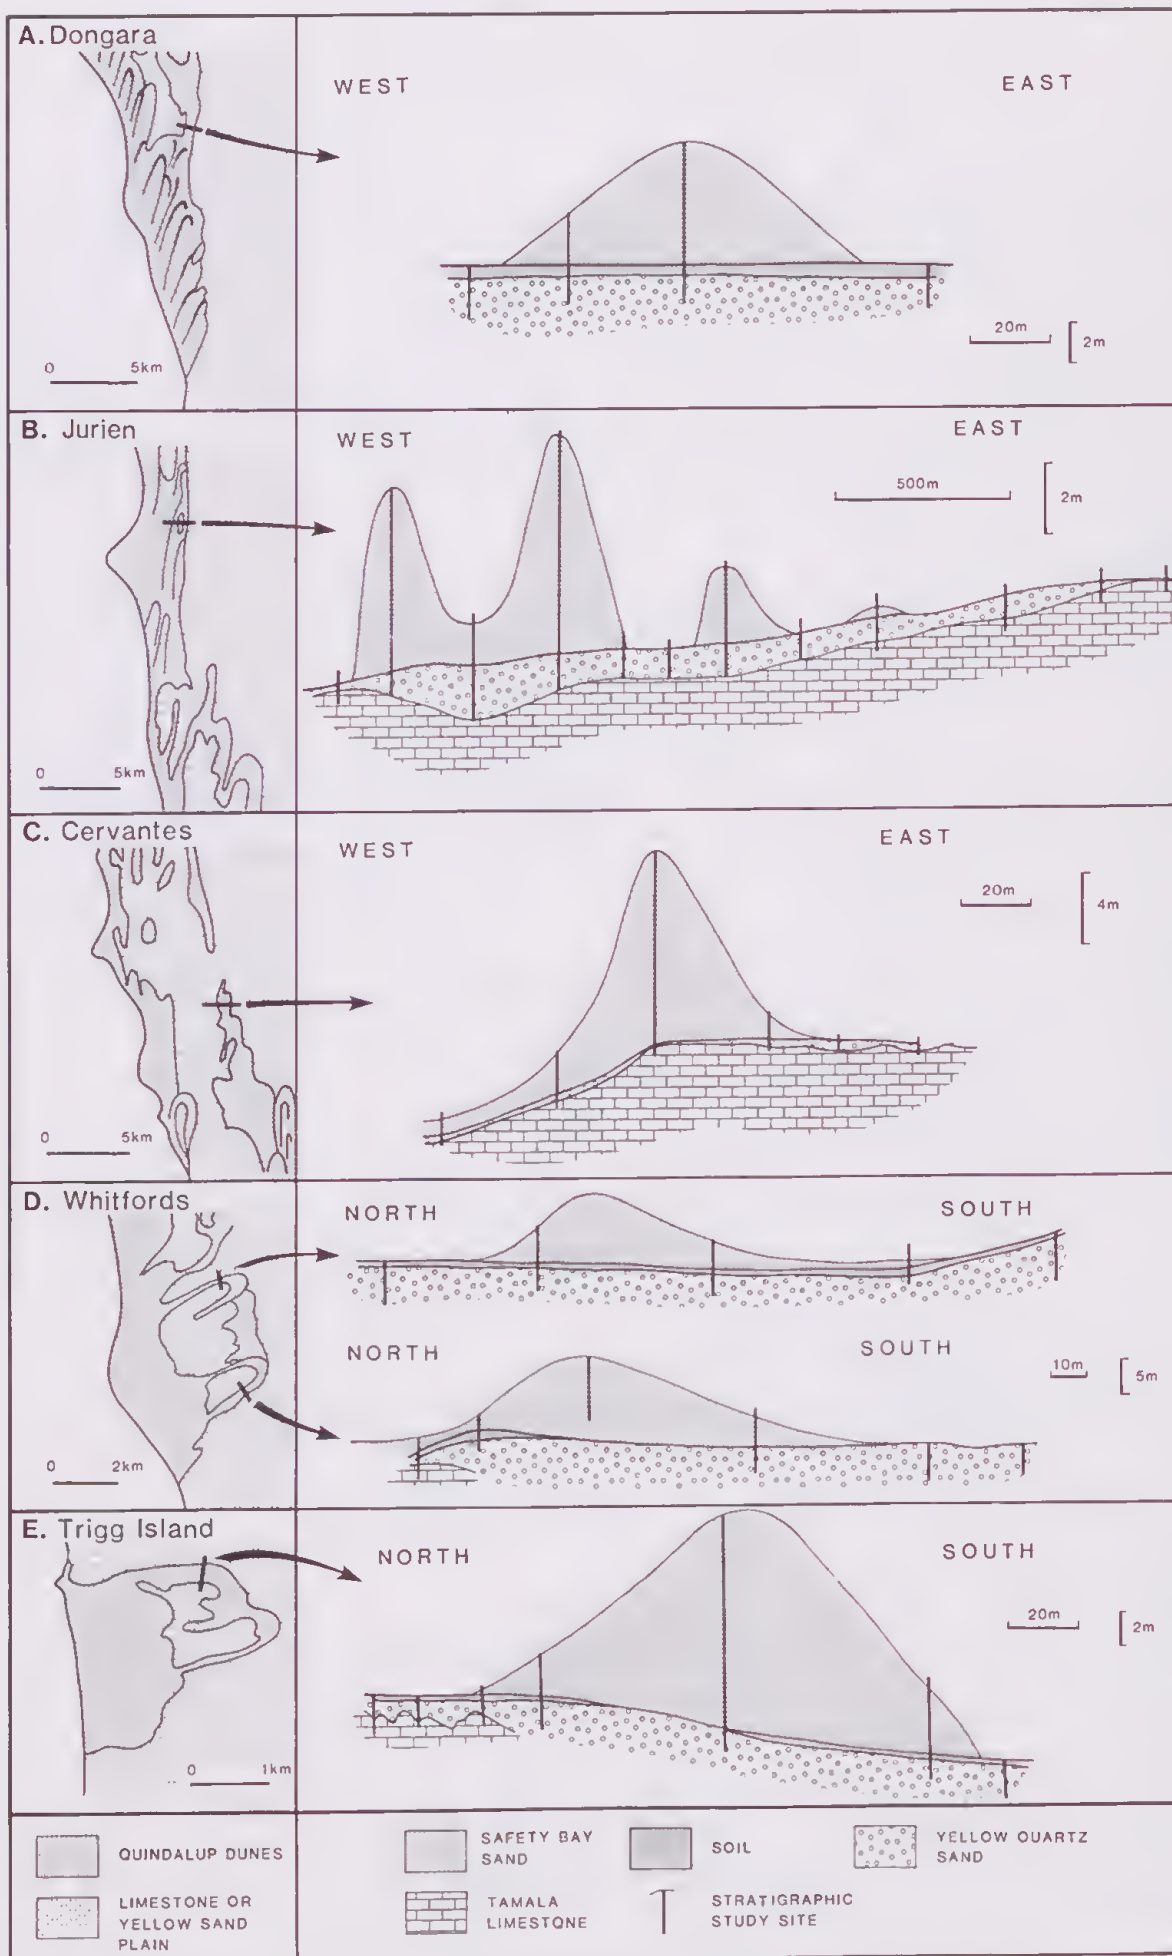 A. Dongara
WEST
EAST
0 5km
20m
2m
B. Jurien
WEST
EAST
500m
2m
0 5km
C. Cervantes
WEST
EAST
20m
4m
0 5km
D. Whitfords
NORTH
SOUTH
NORTH
SOUTH
10m
5m
0 2km
E. Trigg Island
NORTH
SOUTH
20m
2m
0 1km
QUINDALUP DUNES
LIMESTONE OR
YELLOW SAND
PLAIN
SAFETY BAY
SAND
SOIL
YELLOW QUARTZ
SAND
TAMALA
LIMESTONE
STRATIGRAPHIC
STUDY SITE